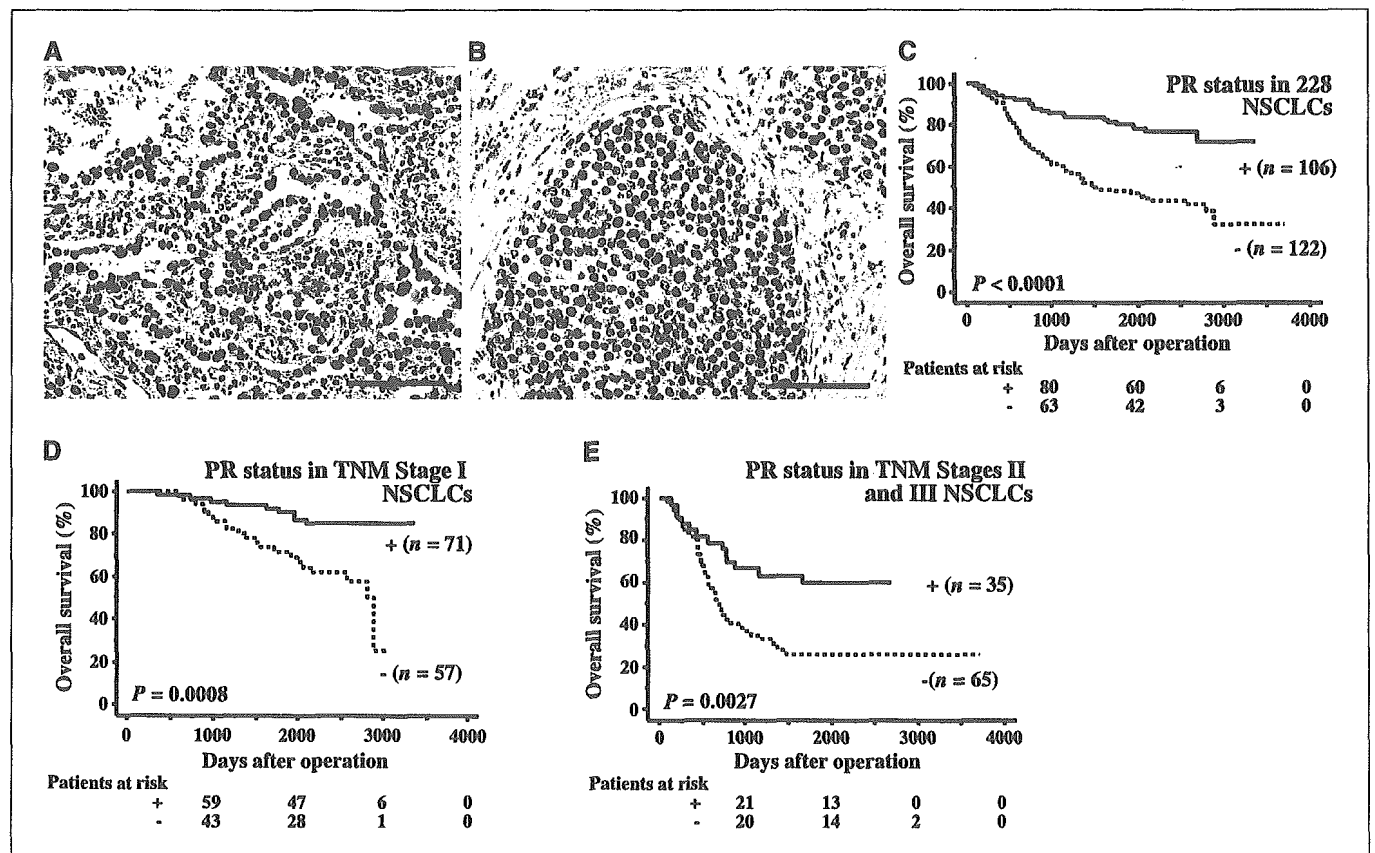 A
B
C
PR status in 228
NSCLCs
Overall survival (%)
100
80
60
40
20
0
+ (n = 106)
- (n = 122)
P < 0.0001
0 1000 2000 3000 4000
Days after operation
Patients at risk
+ 80 60 6 0
- 63 42 3 0
D
PR status in TNM Stage I
NSCLCs
Overall survival (%)
100
80
60
40
20
0
+ (n = 71)
- (n = 57)
P = 0.0008
0 1000 2000 3000 4000
Days after operation
Patients at risk
+ 59 47 6 0
- 43 28 1 0
E
PR status in TNM Stages II
and III NSCLCs
Overall survival (%)
100
80
60
40
20
0
+ (n = 35)
-(n = 65)
P = 0.0027
0 1000 2000 3000 4000
Days after operation
Patients at risk
+ 21 13 0 0
- 20 14 2 0